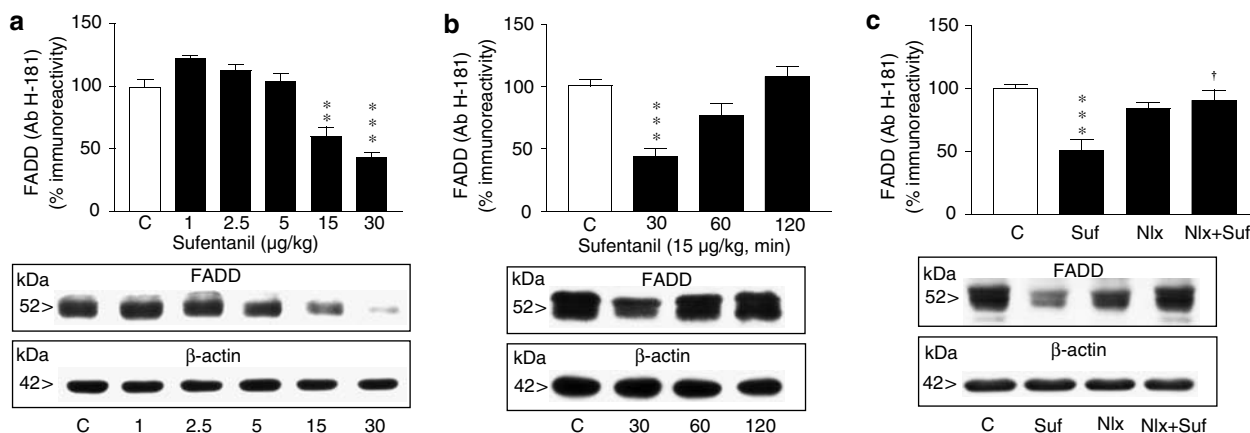 a
FADD (Ab H-181)
(% immunoreactivity)
150
100
50
0
**
***
C 1 2.5 5 15 30
Sufentanil (µg/kg)
kDa FADD
52>
kDa β-actin
42>
C 1 2.5 5 15 30
b
FADD (Ab H-181)
(% immunoreactivity)
150
100
50
0
***
C 30 60 120
Sufentanil (15 µg/kg, min)
kDa FADD
52>
kDa β-actin
42>
C 30 60 120
c
FADD (Ab H-181)
(% immunoreactivity)
150
100
50
0
***
†
C Suf Nlx Nlx+Suf
kDa FADD
52>
kDa β-actin
42>
C Suf Nlx Nlx+Suf